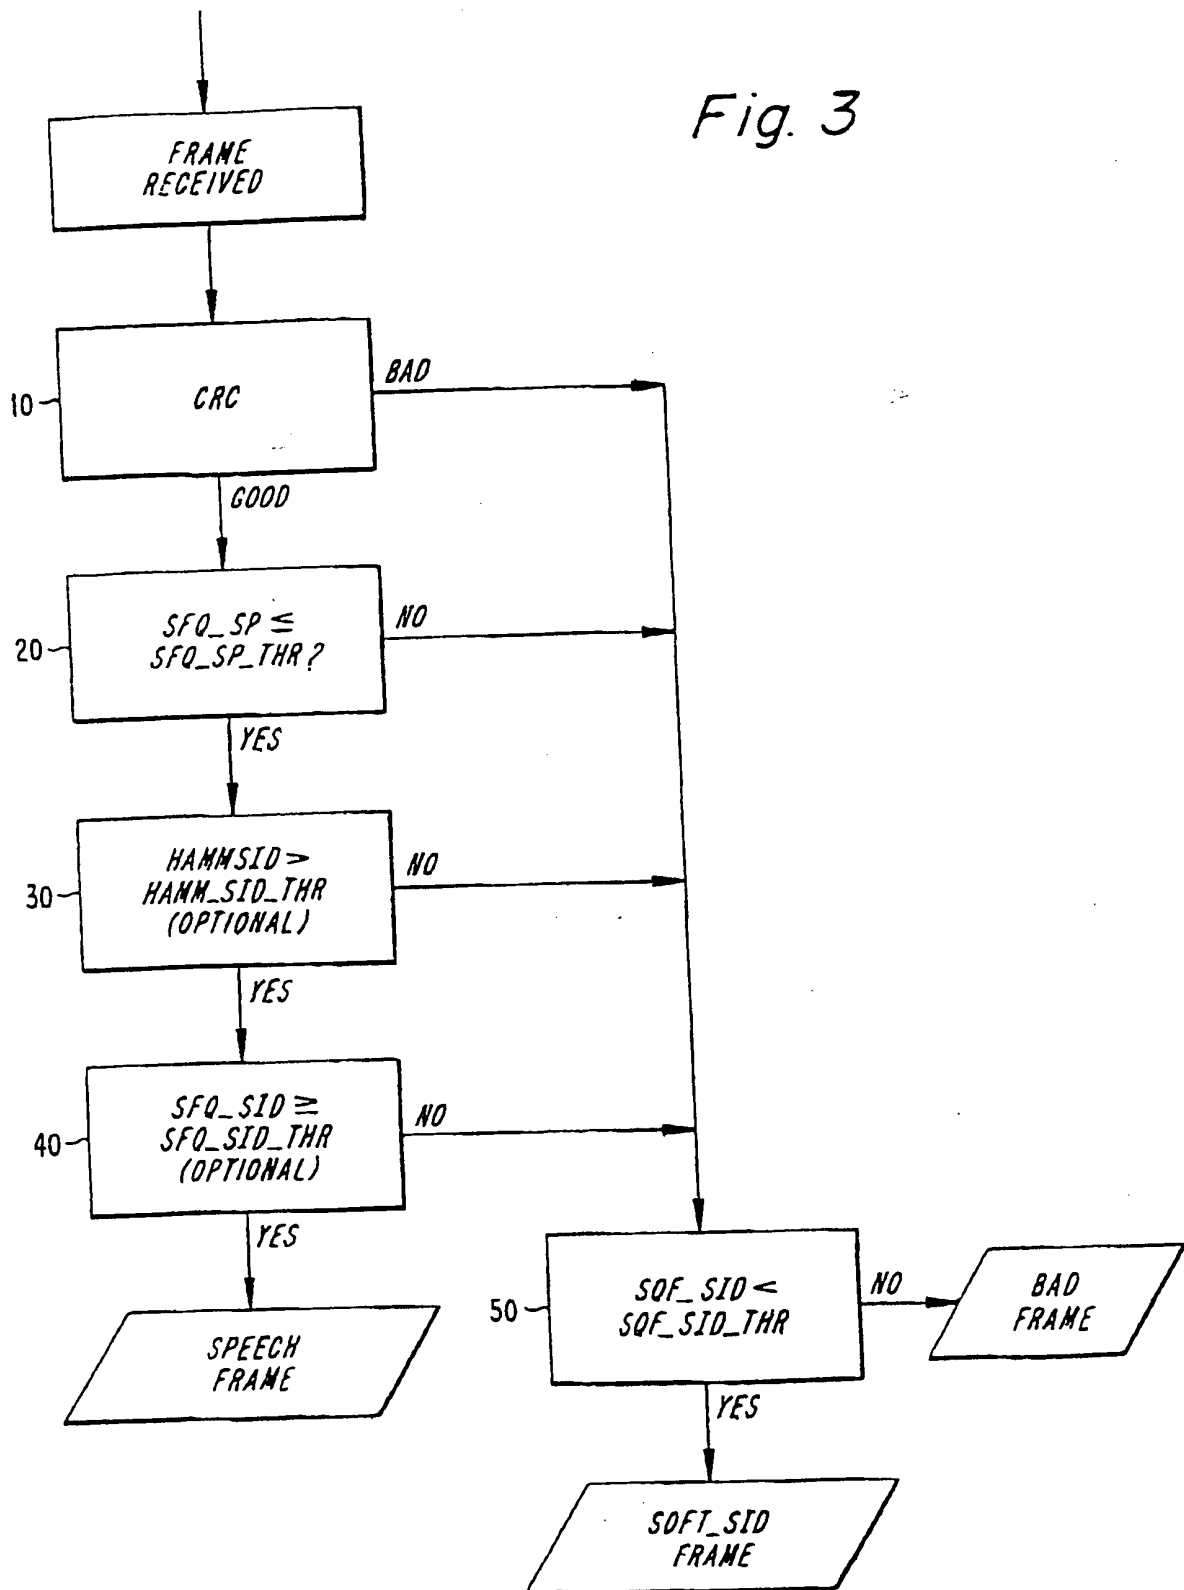 Fig. 3
FRAME
RECEIVED
10
CRC
BAD
GOOD
20
SFQ_SP ≤
SFQ_SP_THR?
NO
YES
30
HAMMSID >
HAMM_SID_THR
(OPTIONAL)
NO
YES
40
SFQ_SID ≥
SFQ_SID_THR
(OPTIONAL)
NO
YES
SPEECH
FRAME
50
SQF_SID <
SQF_SID_THR
NO
BAD
FRAME
YES
SOFT_SID
FRAME